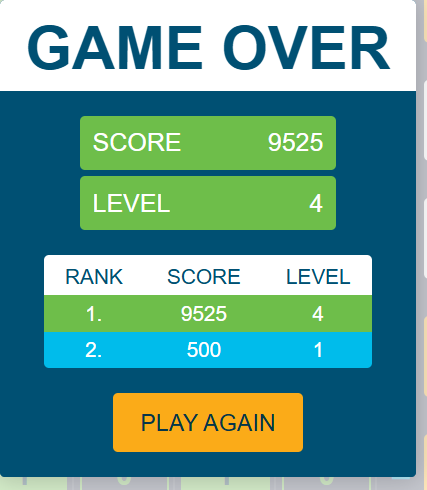 GAME OVER
SCORE 9525
LEVEL 4
RANK SCORE LEVEL
1. 9525 4
2. 500 1
PLAY AGAIN